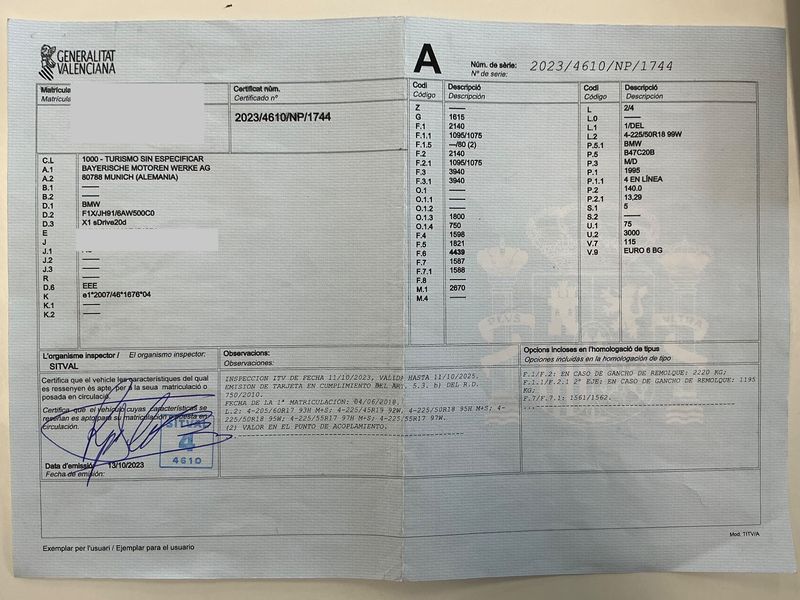 GENERALITAT
VALENCIANA
A
Núm. de sèrie:
Nº de serie:
2023/4610/NP/1744
Matrícula
Matrícula
Certificat núm.
Certificado nº
2023/4610/NP/1744
C.L 1000 - TURISMO SIN ESPECIFICAR
A.1 BAYERISCHE MOTOREN WERKE AG
A.2 80788 MUNICH (ALEMANIA)
B.1 ——
B.2 ——
D.1 BMW
D.2 F1X/JH91/6AW500C0
D.3 X1 sDrive20d
E
J
J.1
J.2 ——
J.3 ——
R ——
D.6 EEE
K e1*2007/46*1676*04
K.1 ——
K.2 ——
Codi Descripció
Código Descripción
Z ——
G 1615
F.1 2140
F.1.1 1095/1075
F.1.5 —/80 (2)
F.2 2140
F.2.1 1095/1075
F.3 3940
F.3.1 3940
O.1 ——
O.1.1 ——
O.1.2 ——
O.1.3 1800
O.1.4 750
F.4 1598
F.5 1821
F.6 4439
F.7 1587
F.7.1 1588
F.8 ——
M.1 2670
M.4 ——
Codi Descripció
Código Descripción
L 2/4
L.0 ——
L.1 1/DEL
L.2 4-225/50R18 99W
P.5.1 BMW
P.5 B47C20B
P.3 M/D
P.1 1995
P.1.1 4 EN LÍNEA
P.2 140.0
P.2.1 13,29
S.1 5
S.2 ——
U.1 75
U.2 3000
V.7 115
V.9 EURO 6 BG
PLUS
VLTRA
L'organisme inspector / El organismo inspector:
SITVAL
Certifica que el vehicle les característiques del qual
es ressenyen és apte, per a la seua matriculació o
posada en circulació.
Certifica que el vehículo cuyas características se
reseñan es apto para su matriculación o puesta en
circulación.
SITVAL
4
4610
Data d'emissió: 13/10/2023
Fecha de emisión:
Observacions:
Observaciones:
INSPECCION ITV DE FECHA 11/10/2023, VALIDA HASTA 11/10/2025.
EMISION DE TARJETA EN CUMPLIMIENTO DEL ART. 5.3. b) DEL R.D.
750/2010.
FECHA DE LA 1ª MATRICULACIÓN: 04/06/2018.
L.2: 4-205/60R17 93H M+S; 4-225/45R19 92W, 4-225/50R18 95H M+S; 4-
225/50R18 95W; 4-225/55R17 97H M+S; 4-225/55R17 97W.
(2) VALOR EN EL PUNTO DE ACOPLAMIENTO.
Opcions incloses en l'homologació de tipus
Opciones incluidas en la homologación de tipo
F.1/F.2: EN CASO DE GANCHO DE REMOLQUE: 2220 KG;
F.1.1/F.2.1 2º EJE: EN CASO DE GANCHO DE REMOLQUE: 1195
KG;
F.7/F.7.1: 1561/1562.
Exemplar per l'usuari / Ejemplar para el usuario
Mod. TITV/A